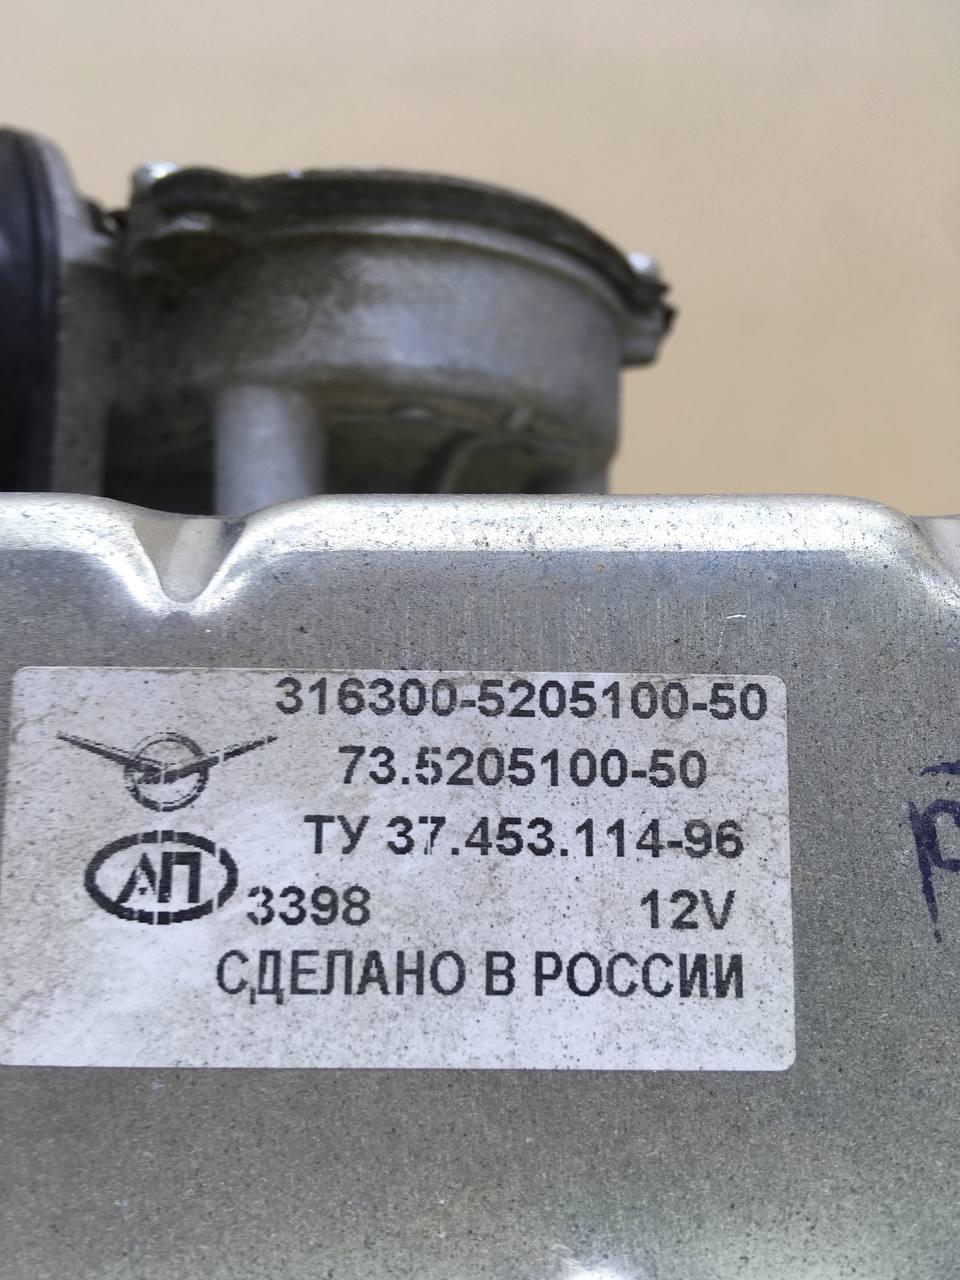 316300-5205100-50
73.5205100-50
ТУ 37.453.114-96
АП
3398 12V
СДЕЛАНО В РОССИИ